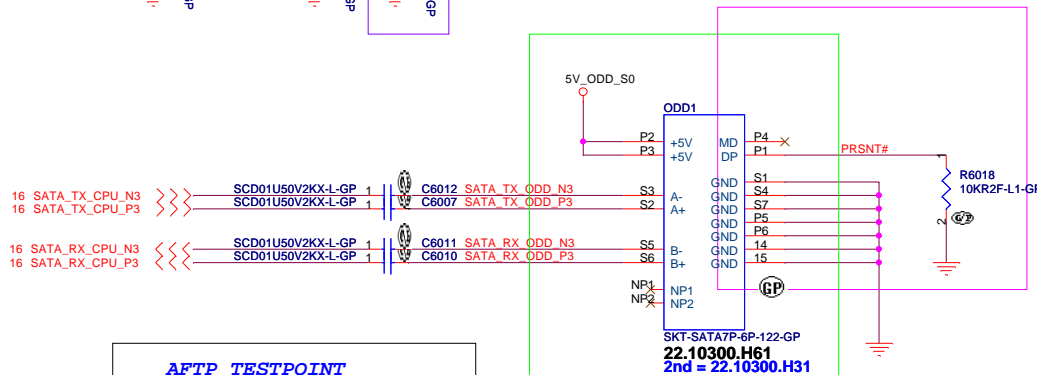 GP
GP
GP
5V_ODD_S0
ODD1
P2 +5V MD P4
P3 +5V DP P1 PRSNT#
1
R6018
10KR2F-L1-GP
2
GP
16 SATA_TX_CPU_N3 SCD01U50V2KX-L-GP 1 C6012 SATA_TX_ODD_N3 S3 A- GND S1
16 SATA_TX_CPU_P3 SCD01U50V2KX-L-GP 1 C6007 SATA_TX_ODD_P3 S2 A+ GND S4
GND S7
GND P5
GND P6
16 SATA_RX_CPU_N3 SCD01U50V2KX-L-GP 1 C6011 SATA_RX_ODD_N3 S5 B- GND 14
16 SATA_RX_CPU_P3 SCD01U50V2KX-L-GP 1 C6010 SATA_RX_ODD_P3 S6 B+ GND 15
NP1 NP1
NP2 NP2
GP
SKT-SATA7P-6P-122-GP
22.10300.H61
2nd = 22.10300.H31
AFTP TESTPOINT